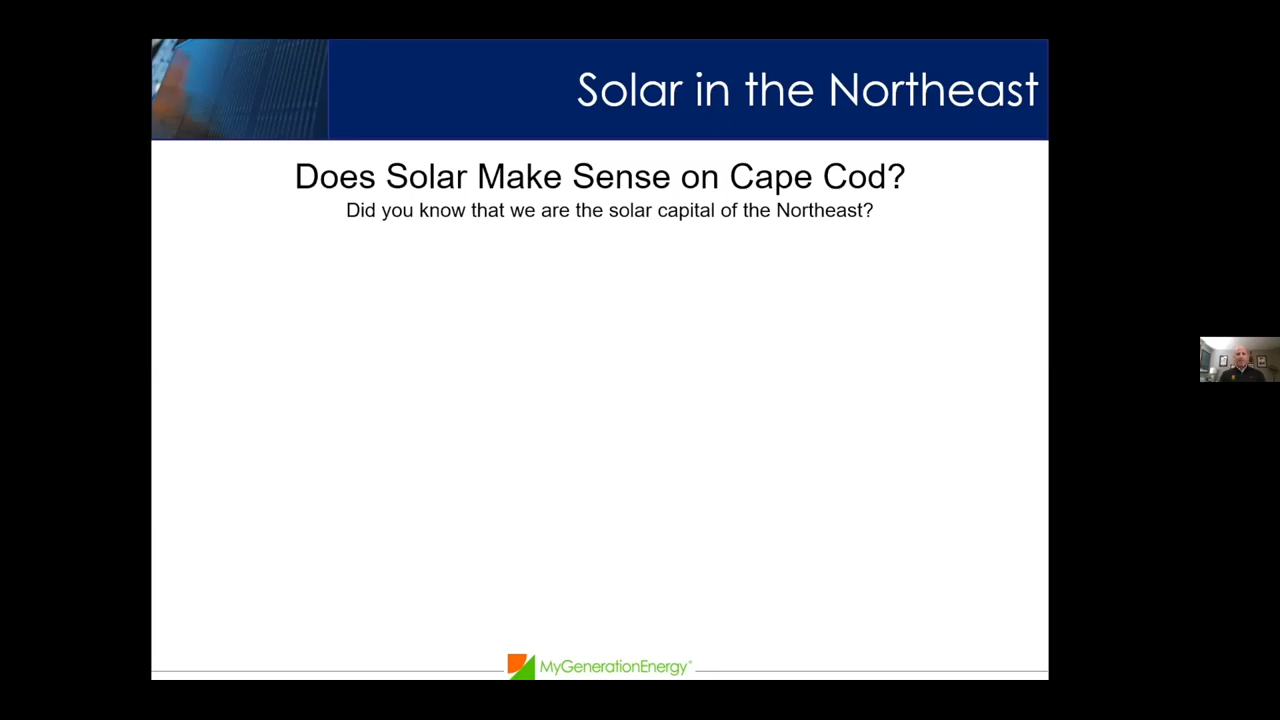 Solar in the Northeast
Does Solar Make Sense on Cape Cod?
Did you know that we are the solar capital of the Northeast?
MyGenerationEnergy®